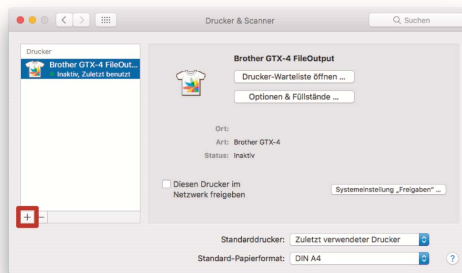 Drucker & Scanner
Suchen
Drucker
Brother GTX-4 FileOut...
Inaktiv, Zuletzt benutzt
Brother GTX-4 FileOutput
Drucker-Warteliste öffnen ...
Optionen & Füllstände ...
Ort:
Art: Brother GTX-4
Status: Inaktiv
Diesen Drucker im
Netzwerk freigeben
Systemeinstellung „Freigaben“ ...
+ −
Standarddrucker: Zuletzt verwendeter Drucker
Standard-Papierformat: DIN A4
?